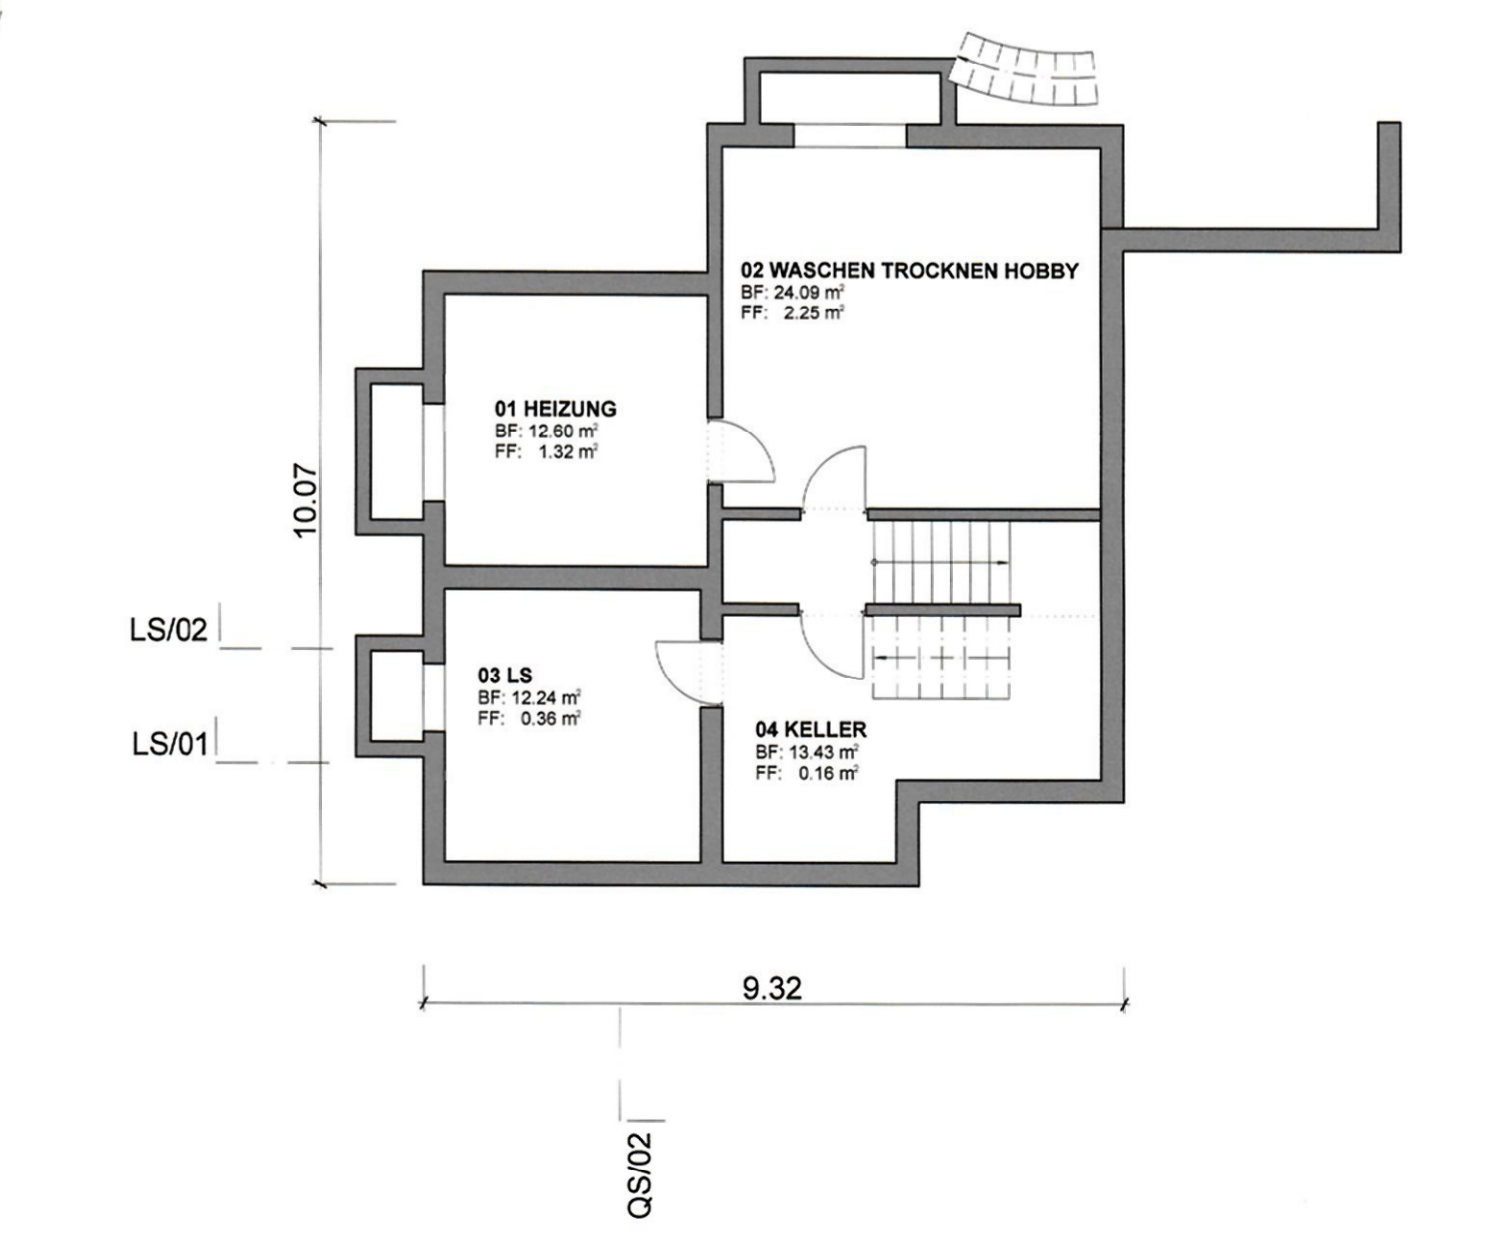 02 WASCHEN TROCKNEN HOBBY
BF: 24.09 m²
FF: 2.25 m²
01 HEIZUNG
BF: 12.60 m²
FF: 1.32 m²
10.07
LS/02
03 LS
BF: 12.24 m²
FF: 0.36 m²
LS/01
04 KELLER
BF: 13.43 m²
FF: 0.16 m²
9.32
QS/02